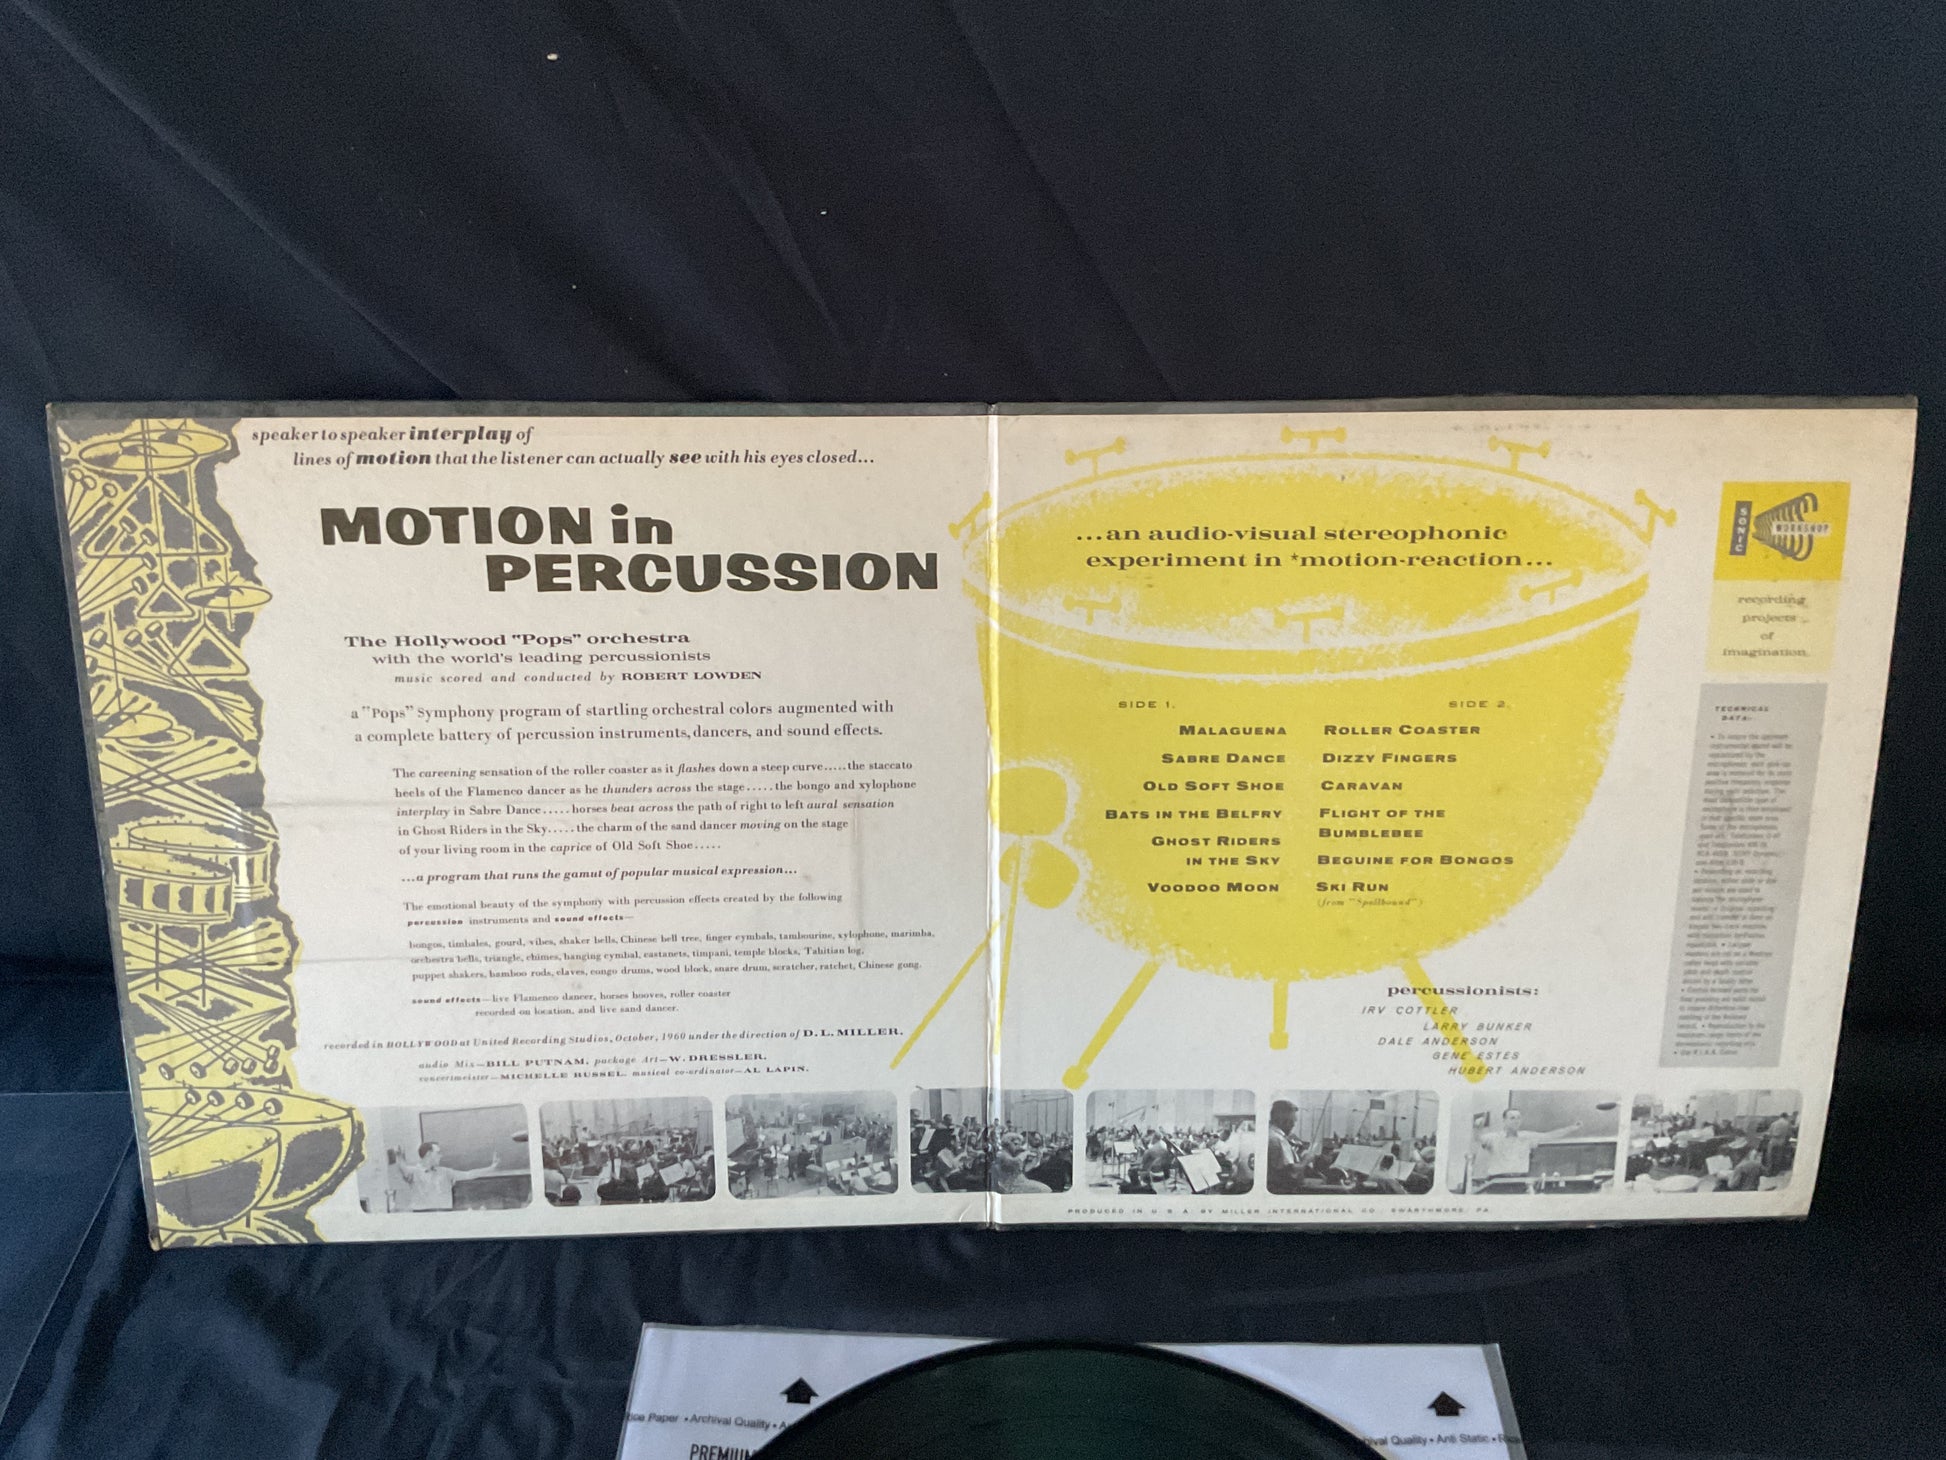 speaker to speaker interplay of
lines of motion that the listener can actually see with his eyes closed...
MOTION in
PERCUSSION
The Hollywood "Pops" orchestra
with the world's leading percussionists
music scored and conducted by ROBERT LOWDEN
a "Pops" Symphony program of startling orchestral colors augmented with
a complete battery of percussion instruments, dancers, and sound effects.
The careening sensation of the roller coaster as it flashes down a steep curve.....the staccato
heels of the Flamenco dancer as he thunders across the stage.....the bongo and xylophone
interplay in Sabre Dance.....horses beat across the path of right to left aural sensation
in Ghost Riders in the Sky.....the charm of the sand dancer moving on the stage
of your living room in the caprice of Old Soft Shoe.....
...a program that runs the gamut of popular musical expression...
The emotional beauty of the symphony with percussion effects created by the following
percussion instruments and sound effects—
bongos, timbales, gourd, vibes, shaker bells, Chinese bell tree, finger cymbals, tambourine, xylophone, marimba,
orchestra bells, triangle, chimes, hanging cymbal, castanets, timpani, temple blocks, Tahitian log,
puppet shakers, bamboo rods, claves, congo drums, wood block, snare drum, scratcher, ratchet, Chinese gong.
sound effects—live Flamenco dancer, horses hooves, roller coaster
recorded on location, and live sand dancer.
recorded in HOLLYWOOD at United Recording Studios, October, 1960 under the direction of D. L. MILLER.
audio Mix—BILL PUTNAM, package Art—W. DRESSLER,
concertmeister—MICHELLE RUSSEL, musical co-ordinator—AL LAPIN.
...an audio-visual stereophonic
experiment in *motion-reaction...
SIDE 1.
MALAGUENA
SABRE DANCE
OLD SOFT SHOE
BATS IN THE BELFRY
GHOST RIDERS
IN THE SKY
VOODOO MOON
SIDE 2.
ROLLER COASTER
DIZZY FINGERS
CARAVAN
FLIGHT OF THE
BUMBLEBEE
BEGUINE FOR BONGOS
SKI RUN
(from "Spellbound")
percussionists:
IRV COTTLER
LARRY BUNKER
DALE ANDERSON
GENE ESTES
HUBERT ANDERSON
PRODUCED IN U S A BY MILLER INTERNATIONAL CO. SWARTHMORE, PA.
SONIC
WORKSHOP
recording
projects
of
imagination
TECHNICAL
DATA:
Rice Paper • Archival Quality •
PREMIUM
Archival Quality • Anti Static •